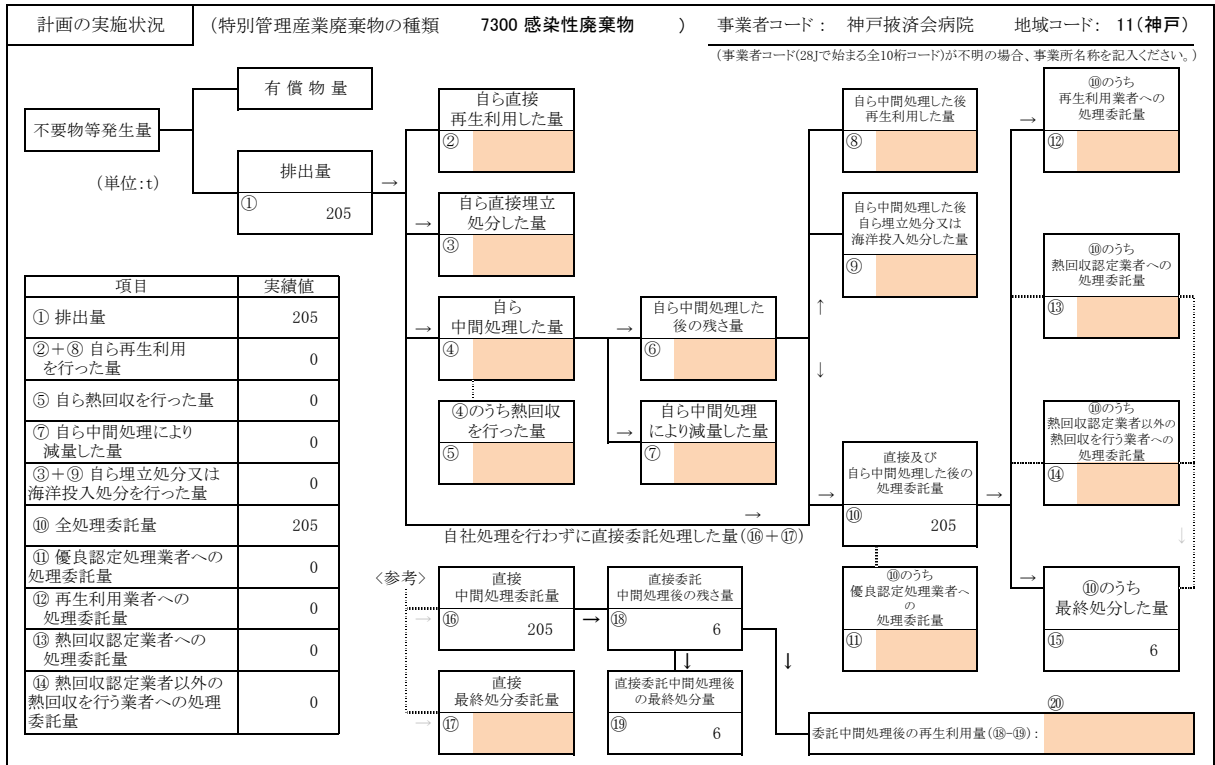 計画の実施状況
(特別管理産業廃棄物の種類 7300 感染性廃棄物 )
事業者コード: 神戸掖済会病院 地域コード: 11(神戸)
(事業者コード(28Jで始まる全10桁コード)が不明の場合、事業所名称を記入ください。)
不要物等発生量
(単位:t)
有償物量
排出量
① 205
→
自ら直接
再生利用した量
②
→
自ら直接埋立
処分した量
③
→
自ら
中間処理した量
④
④のうち熱回収
を行った量
⑤
→
自ら中間処理した
後の残さ量
⑥
→
自ら中間処理
により減量した量
⑦
自ら中間処理した後
再生利用した量
⑧
自ら中間処理した後
自ら埋立処分又は
海洋投入処分した量
⑨
↑
↓
→
自社処理を行わずに直接委託処理した量(⑯+⑰)
→
直接及び
自ら中間処理した後の
処理委託量
⑩ 205
→
⑩のうち
優良認定処理業者へ
の
処理委託量
⑪
→
⑩のうち
再生利用業者への
処理委託量
⑫
⑩のうち
熱回収認定業者への
処理委託量
⑬
⑩のうち
熱回収認定業者以外の
熱回収を行う業者への
処理委託量
⑭
↓
→
⑩のうち
最終処分した量
⑮ 6
<参考>
→
直接
中間処理委託量
⑯ 205
→
直接委託
中間処理後の残さ量
⑱ 6
↓
↓
→
直接
最終処分委託量
⑰
直接委託中間処理後
の最終処分量
⑲ 6
⑳
委託中間処理後の再生利用量(⑱-⑲):
項目 実績値
① 排出量 205
②+⑧ 自ら再生利用
を行った量 0
⑤ 自ら熱回収を行った量 0
⑦ 自ら中間処理により
減量した量 0
③+⑨ 自ら埋立処分又は
海洋投入処分を行った量 0
⑩ 全処理委託量 205
⑪ 優良認定処理業者への
処理委託量 0
⑫ 再生利用業者への
処理委託量 0
⑬ 熱回収認定業者への
処理委託量 0
⑭ 熱回収認定業者以外の
熱回収を行う業者への処理
委託量 0